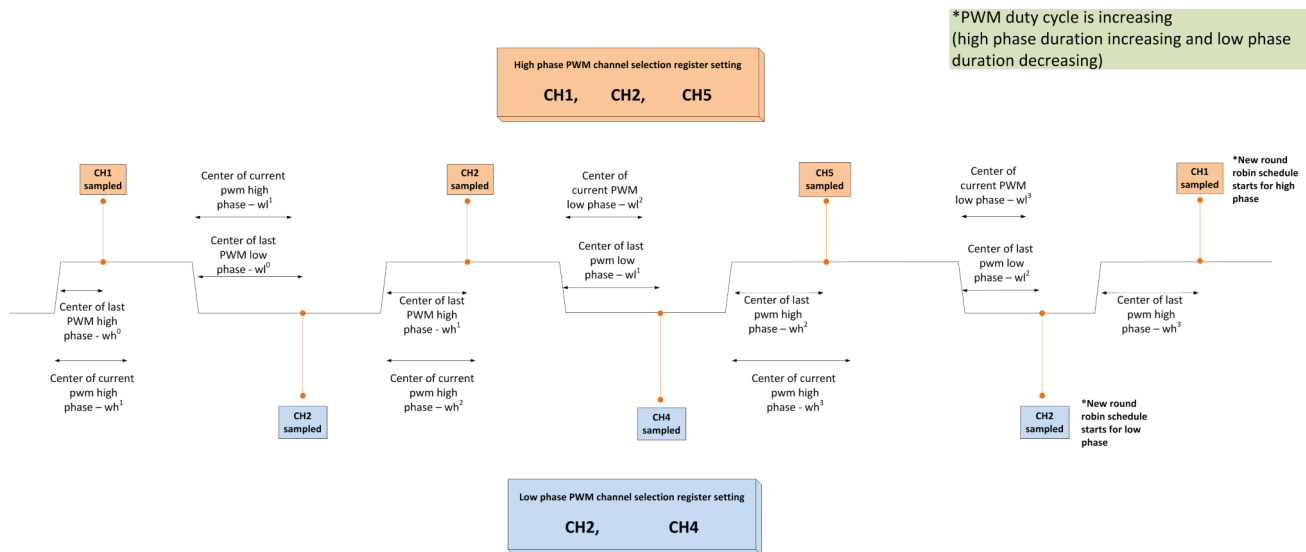 *PWM duty cycle is increasing
(high phase duration increasing and low phase
duration decreasing)
High phase PWM channel selection register setting
CH1, CH2, CH5
CH1
sampled
Center of current
pwm high
phase – wl1
CH2
sampled
Center of
current PWM
low phase – wl2
CH5
sampled
Center of
current PWM
low phase – wl3
CH1
sampled
*New round
robin schedule
starts for high
phase
Center of last
PWM low
phase - wl0
Center of last
pwm low
phase – wl1
Center of last
pwm low
phase – wl2
Center of last
PWM high
phase - wh0
Center of last
PWM high
phase - wh1
Center of last
pwm high
phase – wh2
Center of last
pwm high
phase – wh3
Center of current
pwm high
phase – wh1
Center of current
pwm high
phase – wh2
Center of current
pwm high
phase - wh3
CH2
sampled
CH4
sampled
CH2
sampled
*New round
robin schedule
starts for low
phase
Low phase PWM channel selection register setting
CH2, CH4